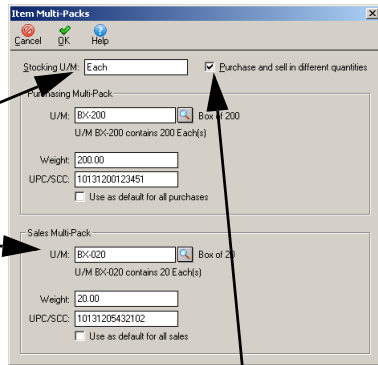 Item Multi-Packs
Cancel OK Help
Stocking U/M: Each Purchase and sell in different quantities
Purchasing Multi-Pack
U/M: BX-200 Box of 200
U/M BX-200 contains 200 Each(s)
Weight: 200.00
UPC/SCC: 10131200123451
Use as default for all purchases
Sales Multi-Pack
U/M: BX-020 Box of 20
U/M BX-020 contains 20 Each(s)
Weight: 20.00
UPC/SCC: 10131205432102
Use as default for all sales